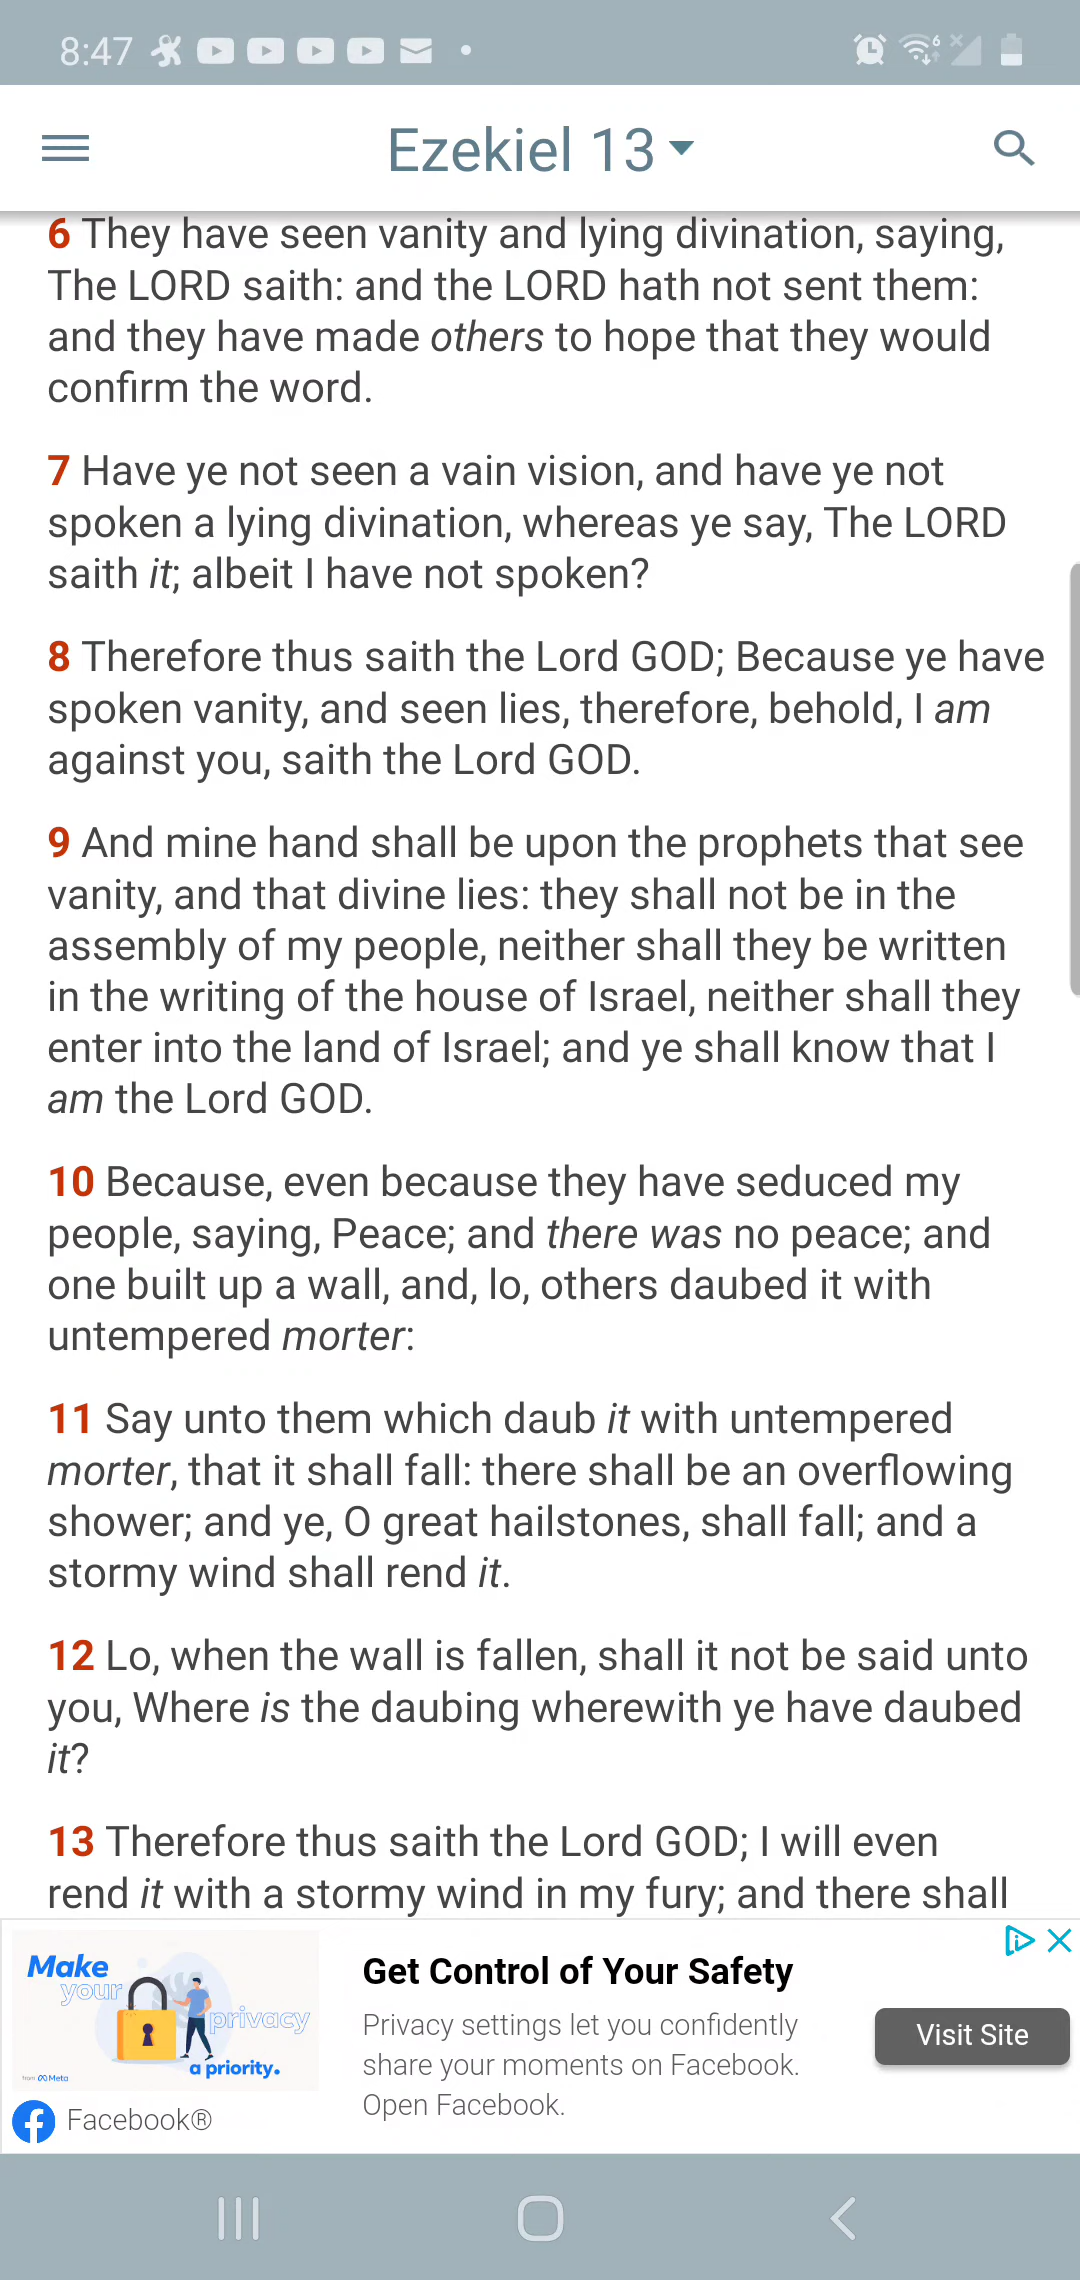 8:47
6
Ezekiel 13
6 They have seen vanity and lying divination, saying,
The LORD saith: and the LORD hath not sent them:
and they have made others to hope that they would
confirm the word.
7 Have ye not seen a vain vision, and have ye not
spoken a lying divination, whereas ye say, The LORD
saith it; albeit I have not spoken?
8 Therefore thus saith the Lord GOD; Because ye have
spoken vanity, and seen lies, therefore, behold, I am
against you, saith the Lord GOD.
9 And mine hand shall be upon the prophets that see
vanity, and that divine lies: they shall not be in the
assembly of my people, neither shall they be written
in the writing of the house of Israel, neither shall they
enter into the land of Israel; and ye shall know that I
am the Lord GOD.
10 Because, even because they have seduced my
people, saying, Peace; and there was no peace; and
one built up a wall, and, lo, others daubed it with
untempered morter:
11 Say unto them which daub it with untempered
morter, that it shall fall: there shall be an overflowing
shower; and ye, O great hailstones, shall fall; and a
stormy wind shall rend it.
12 Lo, when the wall is fallen, shall it not be said unto
you, Where is the daubing wherewith ye have daubed
it?
13 Therefore thus saith the Lord GOD; I will even
rend it with a stormy wind in my fury; and there shall
Make
your
privacy
a priority.
from Meta
Facebook®
Get Control of Your Safety
Privacy settings let you confidently
share your moments on Facebook.
Open Facebook.
Visit Site